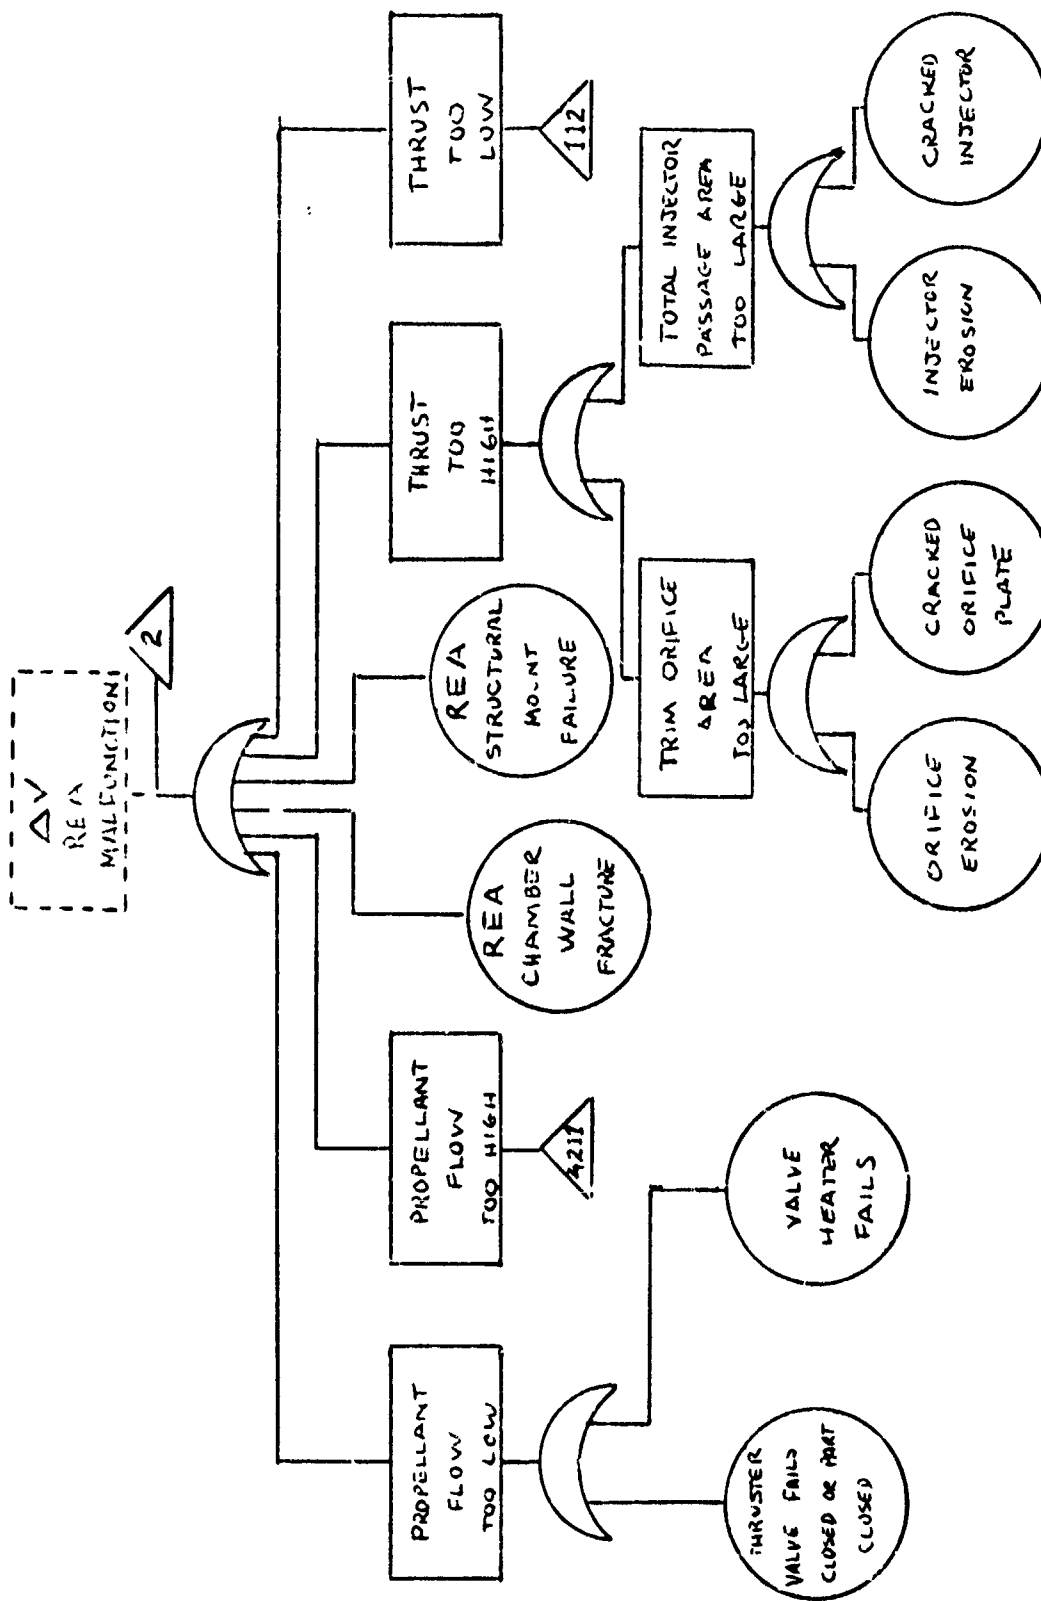 ΔV
REA
MALFUNCTION
2
PROPELLANT
FLOW
TOO LOW
PROPELLANT
FLOW
TOO HIGH
REA
CHAMBER
WALL
FRACTURE
REA
STRUCTURAL
MOUNT
FAILURE
THRUST
TOO
HIGH
THRUST
TOO
LOW
112
THRUSTER
VALVE FAILS
CLOSED OR PART
CLOSED
VALVE
HEATER
FAILS
TRIM ORIFICE
AREA
TOO LARGE
TOTAL INJECTOR
PASSAGE AREA
TOO LARGE
ORIFICE
EROSION
CRACKED
ORIFICE
PLATE
INJECTOR
EROSION
CRACKED
INJECTOR